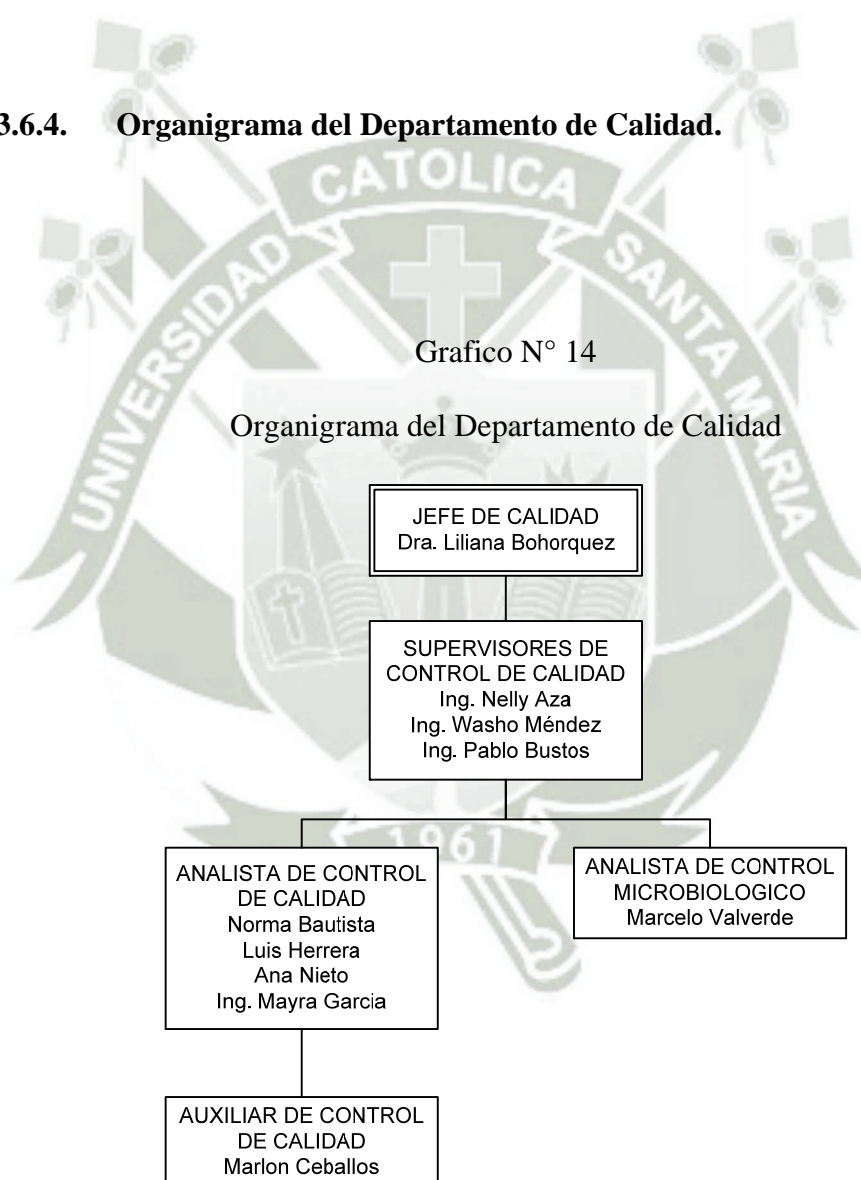 3.6.4. Organigrama del Departamento de Calidad.
UNIVERSIDAD CATOLICA SANTA MARIA
Grafico N° 14
Organigrama del Departamento de Calidad
JEFE DE CALIDAD
Dra. Liliana Bohorquez
SUPERVISORES DE
CONTROL DE CALIDAD
Ing. Nelly Aza
Ing. Washo Méndez
Ing. Pablo Bustos
1961
ANALISTA DE CONTROL
DE CALIDAD
Norma Bautista
Luis Herrera
Ana Nieto
Ing. Mayra Garcia
ANALISTA DE CONTROL
MICROBIOLOGICO
Marcelo Valverde
AUXILIAR DE CONTROL
DE CALIDAD
Marlon Ceballos